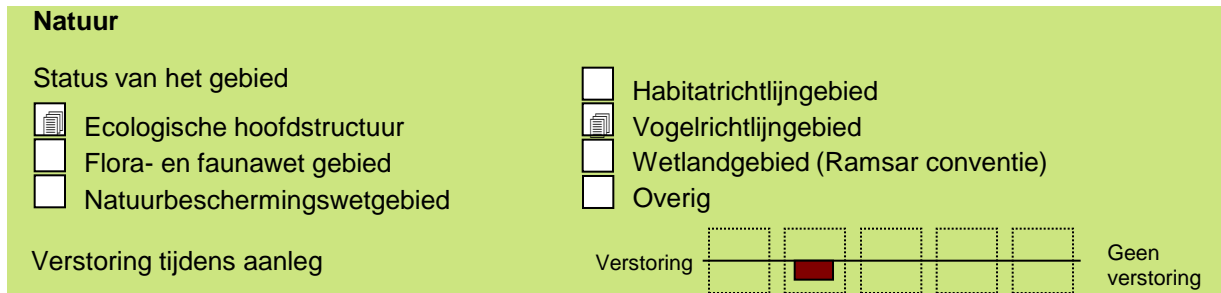 Natuur
Status van het gebied
Ecologische hoofdstructuur
Flora- en faunawet gebied
Natuurbeschermingswetgebied
Habitatrichtlijngebied
Vogelrichtlijngebied
Wetlandgebied (Ramsar conventie)
Overig
Verstoring tijdens aanleg
Verstoring
Geen
verstoring